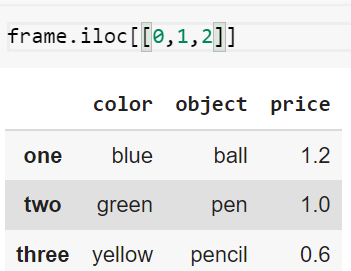 frame.iloc[[0,1,2]]
color object price
one blue ball 1.2
two green pen 1.0
three yellow pencil 0.6